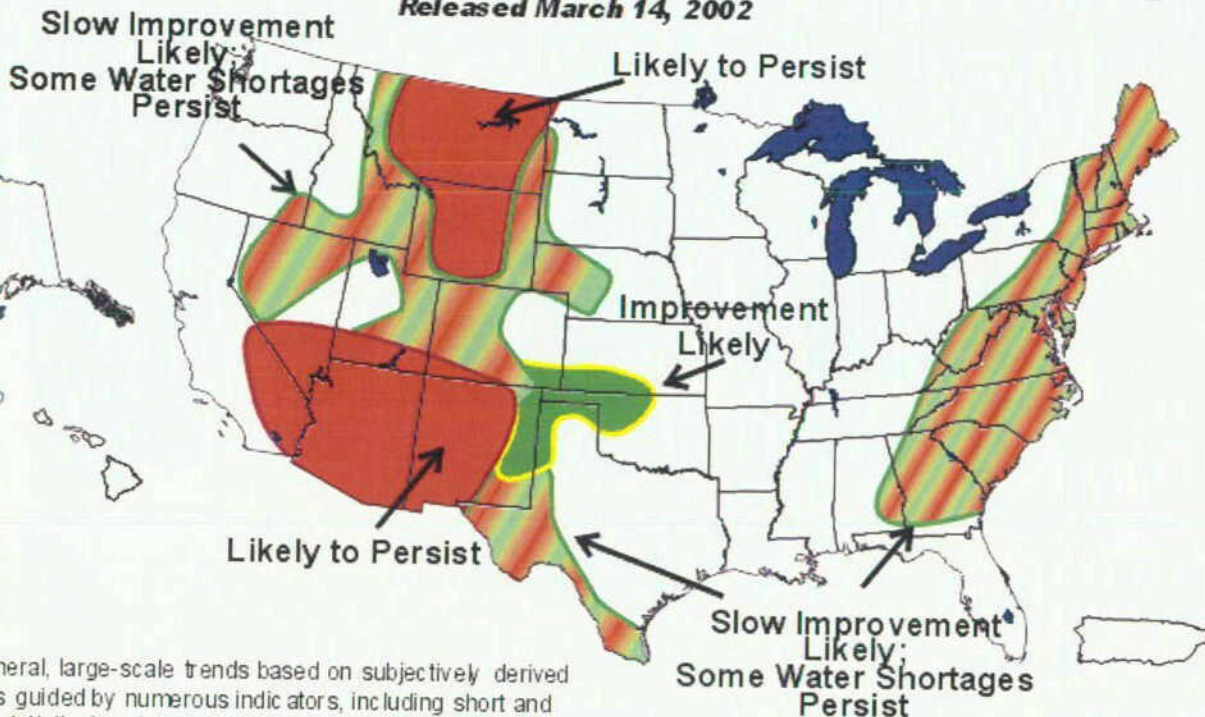 Released March 14, 2002
Slow Improvement
Likely;
Some Water Shortages
Persist
Likely to Persist
Improvement
Likely
Likely to Persist
Slow Improvement
Likely;
Some Water Shortages
Persist
large-scale trends based on subjectively derived
guided by numerous indicators, including short and